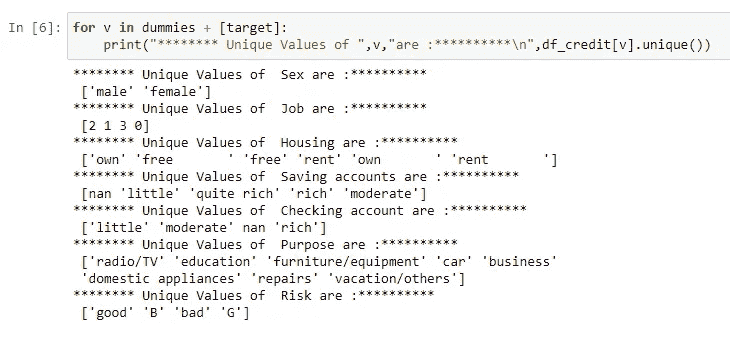 In [6]: for v in dummies + [target]:
    print("******** Unique Values of ",v,"are :**********\n",df_credit[v].unique())
******** Unique Values of  Sex are :**********
 ['male' 'female']
******** Unique Values of  Job are :**********
 [2 1 3 0]
******** Unique Values of  Housing are :**********
 ['own' 'free       ' 'free' 'rent' 'own       ' 'rent       ']
******** Unique Values of  Saving accounts are :**********
 [nan 'little' 'quite rich' 'rich' 'moderate']
******** Unique Values of  Checking account are :**********
 ['little' 'moderate' nan 'rich']
******** Unique Values of  Purpose are :**********
 ['radio/TV' 'education' 'furniture/equipment' 'car' 'business'
 'domestic appliances' 'repairs' 'vacation/others']
******** Unique Values of  Risk are :**********
 ['good' 'B' 'bad' 'G']